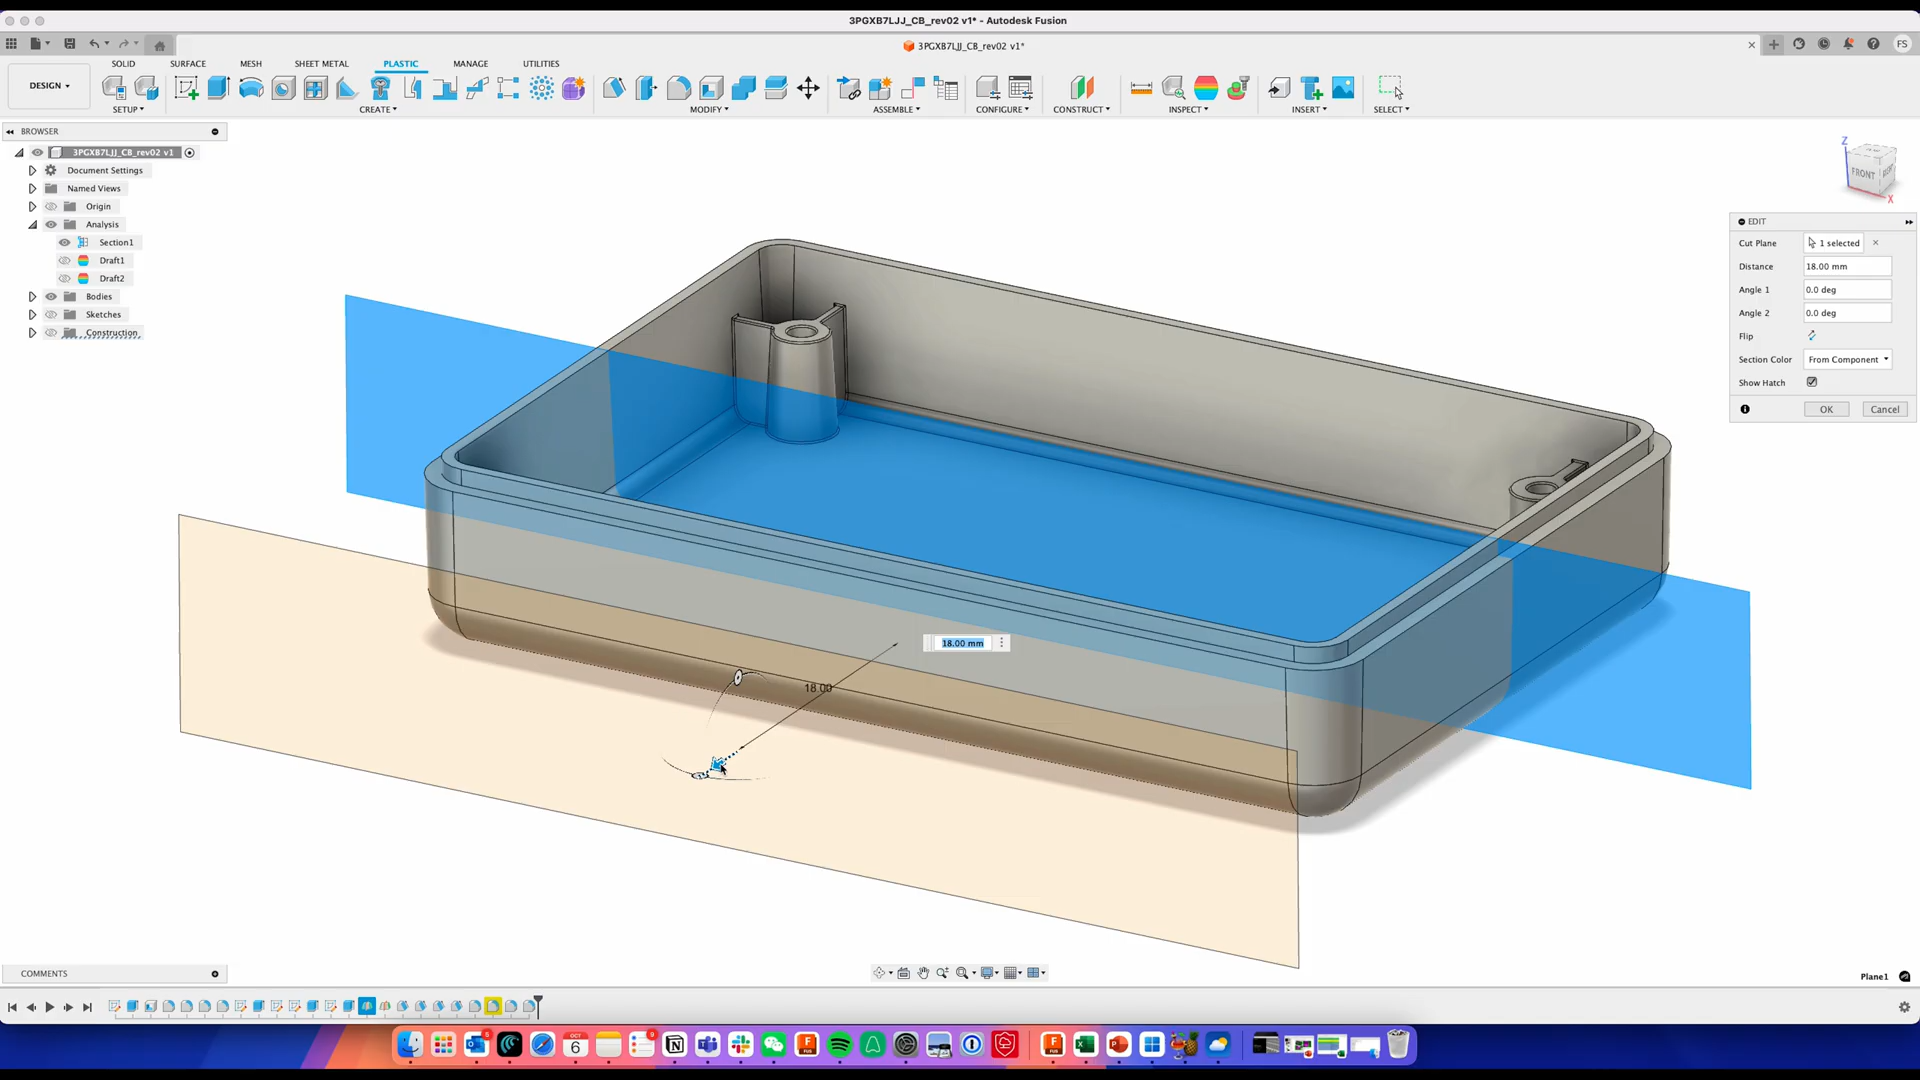 3PGXB7LJJ_CB_rev02 v1* - Autodesk Fusion
3PGXB7LJJ_CB_rev02 v1*
FS
DESIGN
SOLID
SURFACE
MESH
SHEET METAL
PLASTIC
MANAGE
UTILITIES
SETUP
CREATE
MODIFY
ASSEMBLE
CONFIGURE
CONSTRUCT
INSPECT
INSERT
SELECT
BROWSER
3PGXB7LJJ_CB_rev02 v1
Document Settings
Named Views
Origin
Analysis
Section1
Draft1
Draft2
Bodies
Sketches
Construction
Z
FRONT
X
EDIT
Cut Plane 1 selected
Distance 18.00 mm
Angle 1 0.0 deg
Angle 2 0.0 deg
Flip
Section Color From Component
Show Hatch
OK Cancel
18.00 mm
18.00
COMMENTS
Plane1
OCT
6